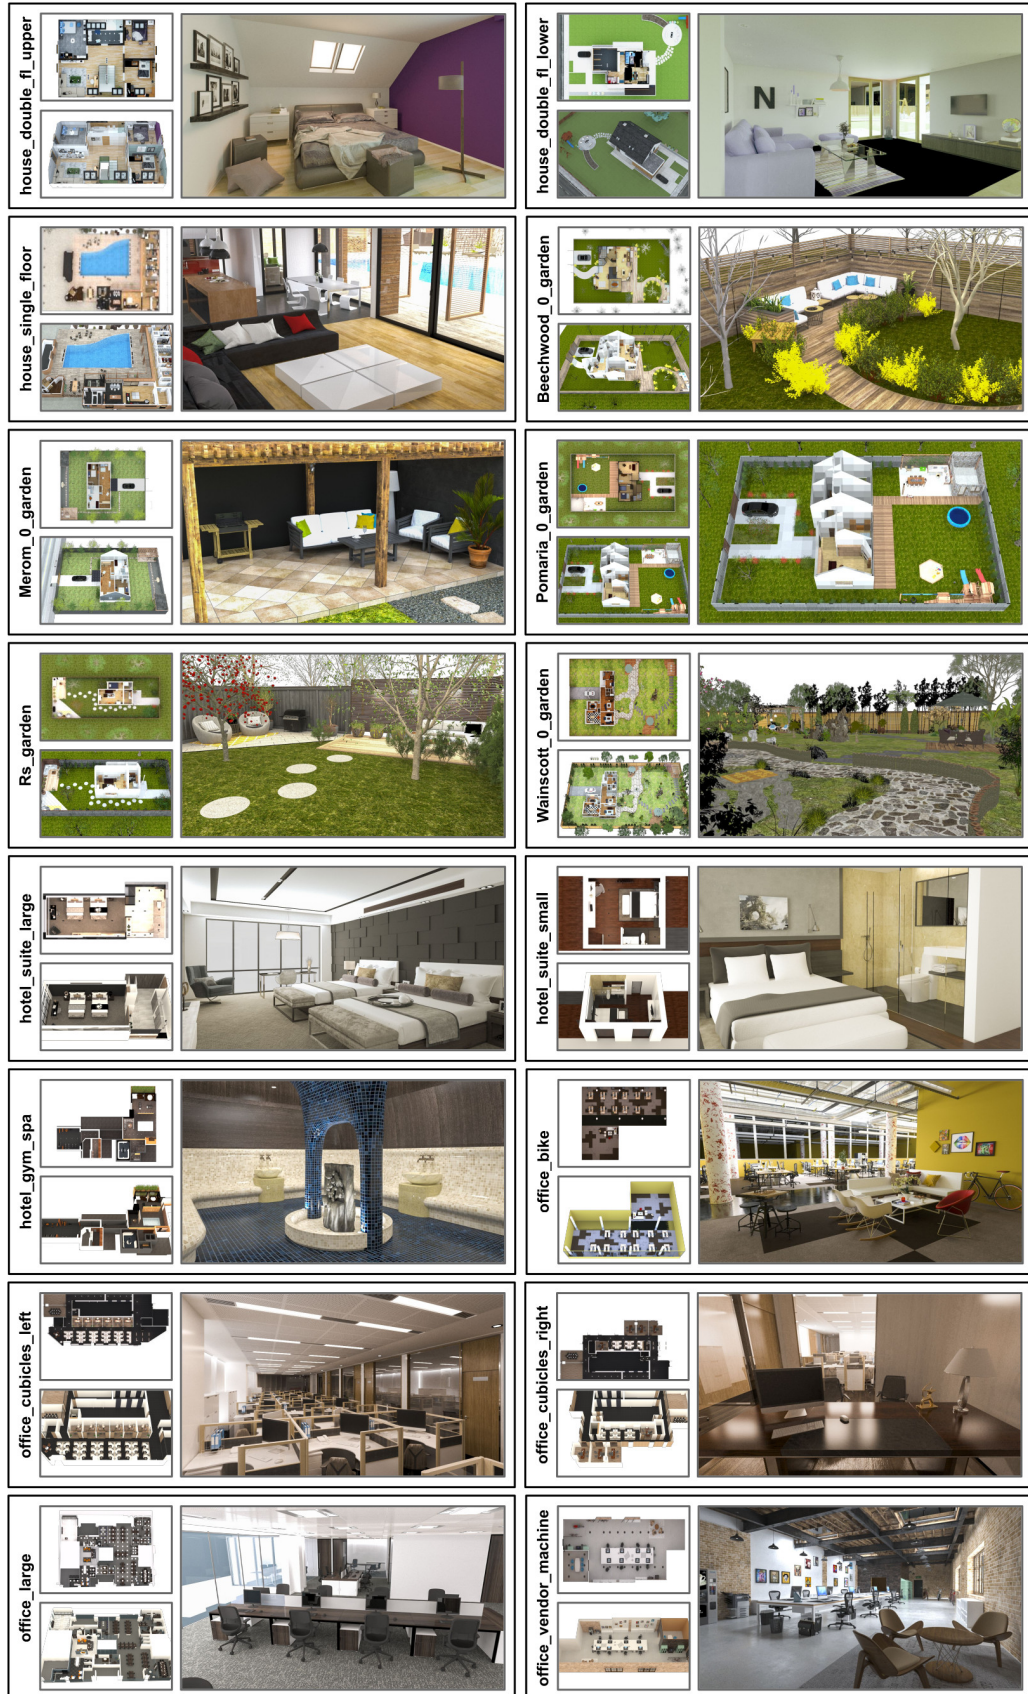 house_double_fl_upper
house_double_fl_lower
N
house_single_floor
Beechwood_0_garden
Merom_0_garden
Pomaria_0_garden
Rs_garden
Wainscott_0_garden
hotel_suite_large
hotel_suite_small
hotel_gym_spa
office_bike
office_cubicles_left
office_cubicles_right
office_large
office_vendor_machine